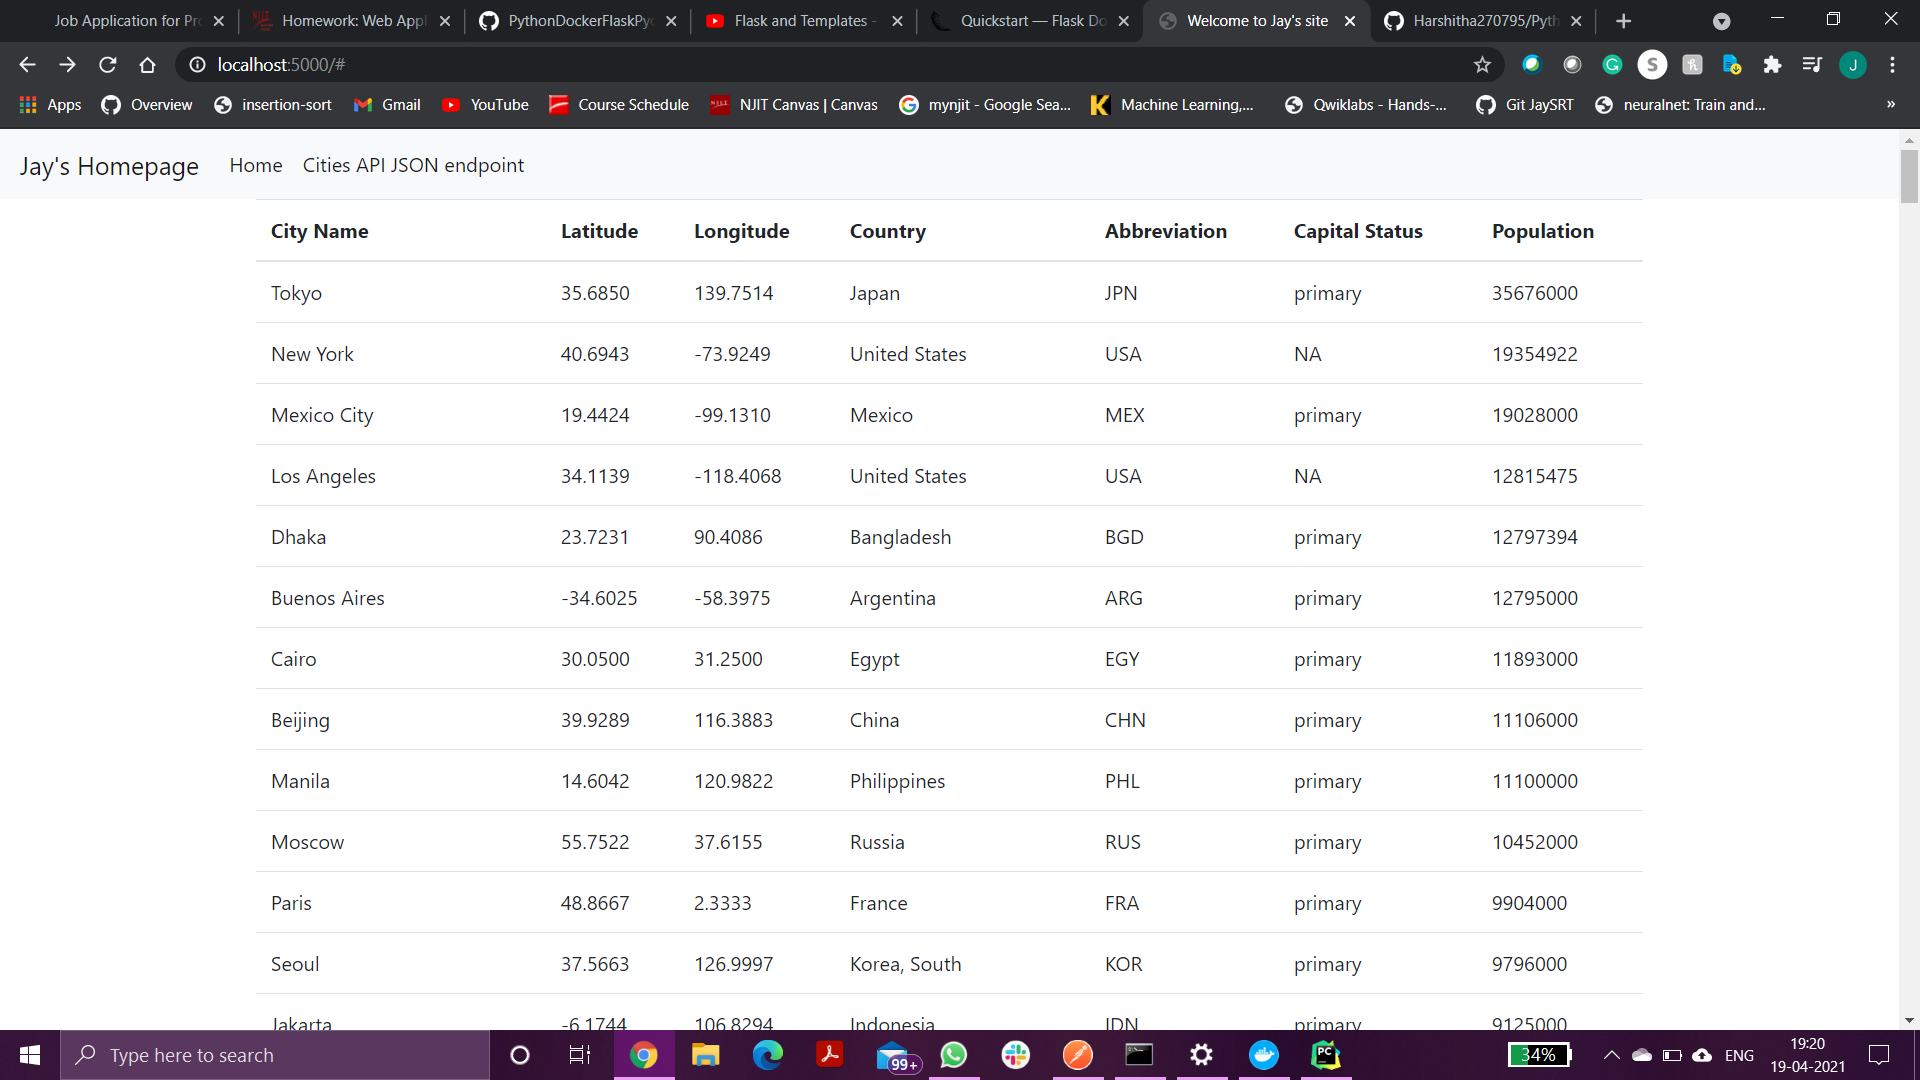 Job Application for Pr
Homework: Web Appl
PythonDockerFlaskPyc
Flask and Templates -
Quickstart — Flask Do
Welcome to Jay's site
Harshitha270795/Pyth
localhost:5000/#
S
J
Apps
Overview
insertion-sort
Gmail
YouTube
Course Schedule
NJIT Canvas | Canvas
mynjit - Google Sea...
Machine Learning,...
Qwiklabs - Hands-...
Git JaySRT
neuralnet: Train and...
»
Jay's Homepage Home Cities API JSON endpoint
City Name Latitude Longitude Country Abbreviation Capital Status Population
Tokyo 35.6850 139.7514 Japan JPN primary 35676000
New York 40.6943 -73.9249 United States USA NA 19354922
Mexico City 19.4424 -99.1310 Mexico MEX primary 19028000
Los Angeles 34.1139 -118.4068 United States USA NA 12815475
Dhaka 23.7231 90.4086 Bangladesh BGD primary 12797394
Buenos Aires -34.6025 -58.3975 Argentina ARG primary 12795000
Cairo 30.0500 31.2500 Egypt EGY primary 11893000
Beijing 39.9289 116.3883 China CHN primary 11106000
Manila 14.6042 120.9822 Philippines PHL primary 11100000
Moscow 55.7522 37.6155 Russia RUS primary 10452000
Paris 48.8667 2.3333 France FRA primary 9904000
Seoul 37.5663 126.9997 Korea, South KOR primary 9796000
Jakarta -6.1744 106.8294 Indonesia IDN primary 9125000
Type here to search
99+
PC
34%
ENG
19:20
19-04-2021